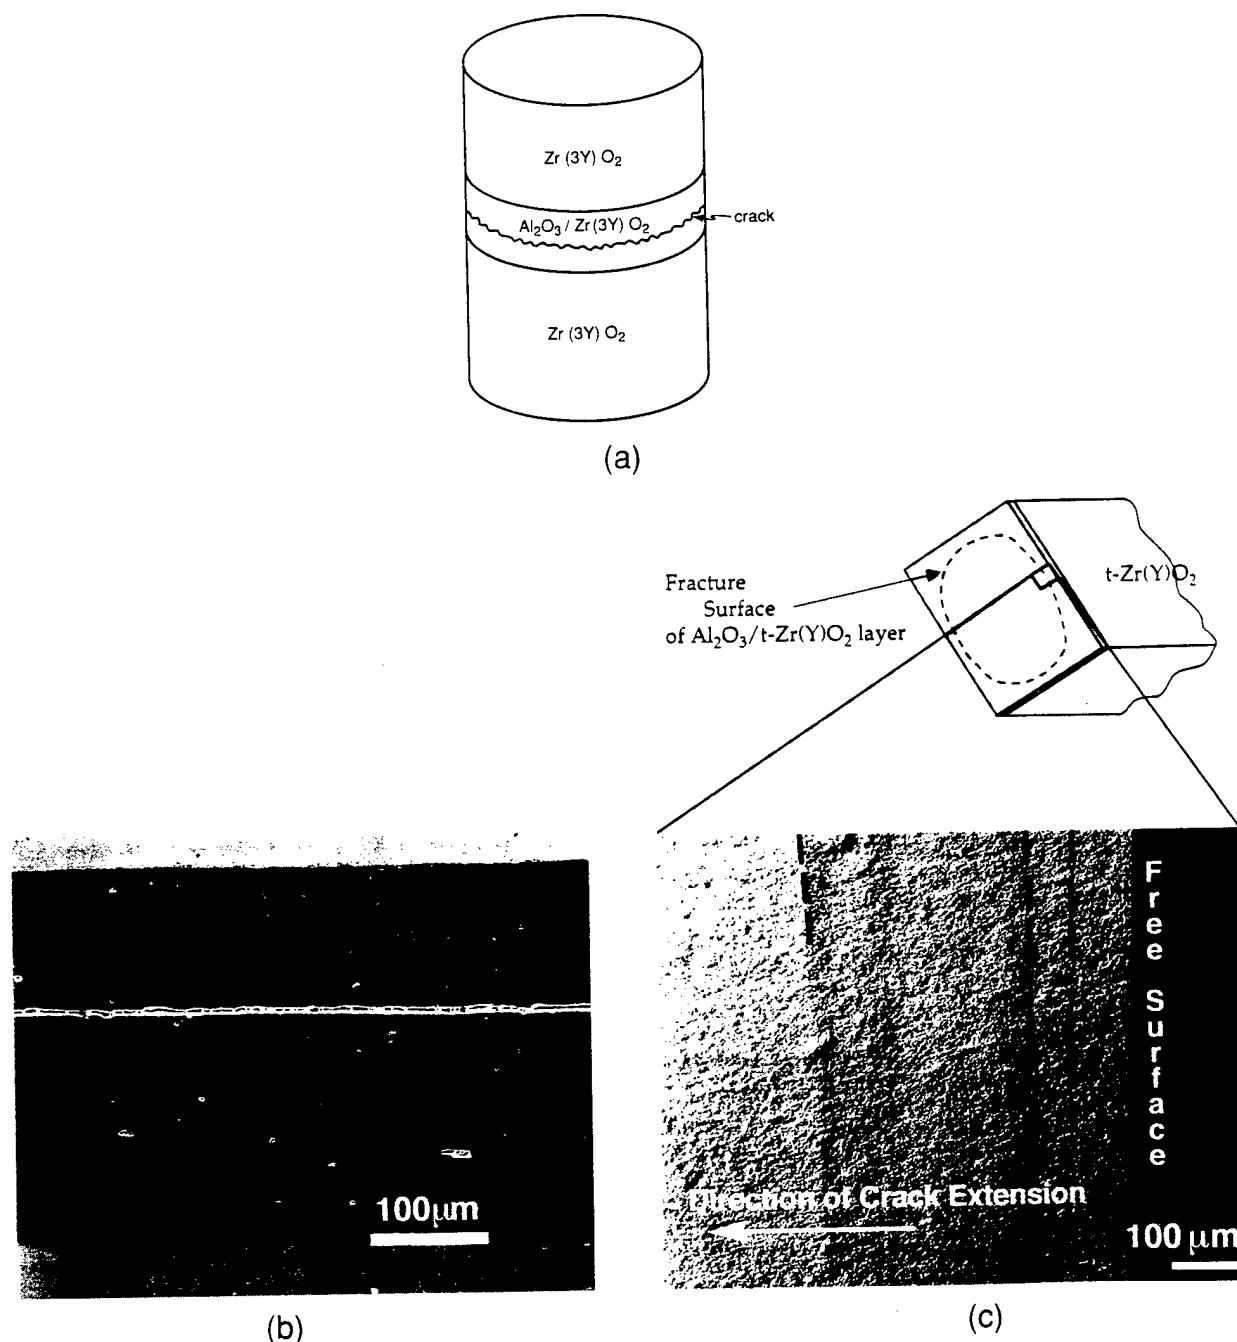 Zr (3Y) O₂
Al₂O₃ / Zr(3Y) O₂
crack
Zr (3Y) O₂
(a)
Fracture
Surface
of Al₂O₃/t-Zr(Y)O₂ layer
t-Zr(Y)O₂
100µm
(b)
Free Surface
Direction of Crack Extension
100 µm
(c)